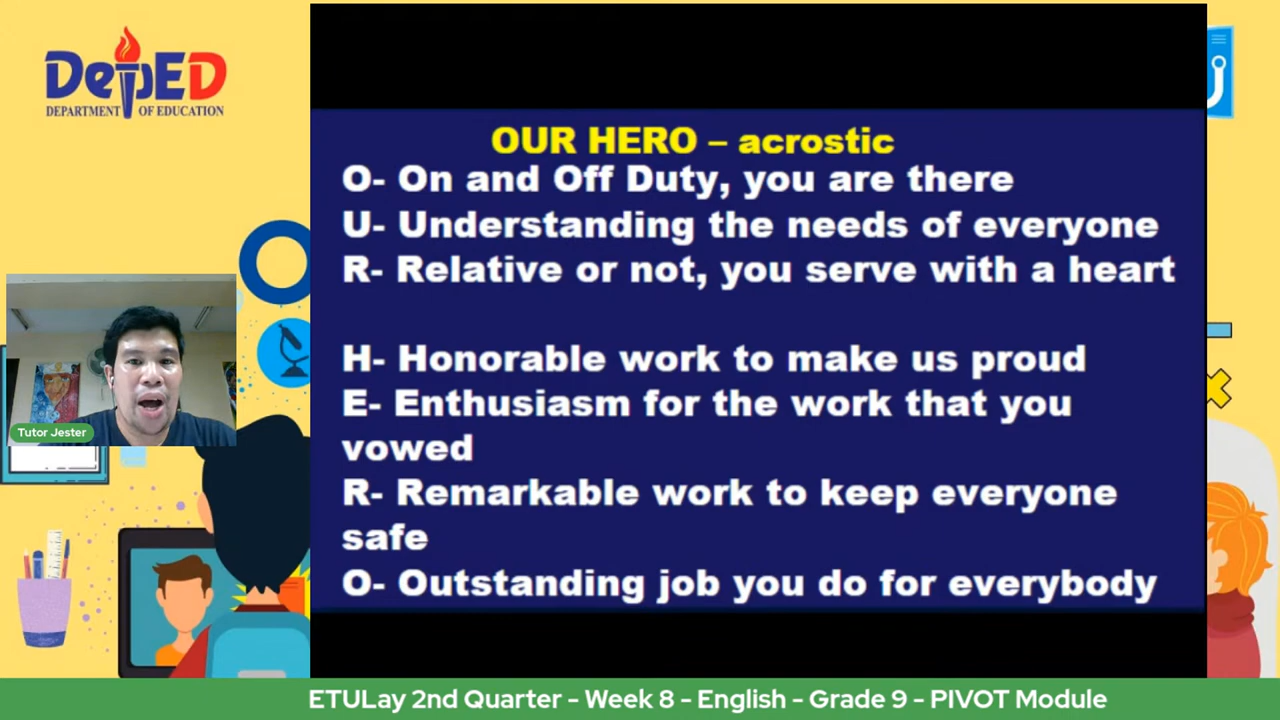 DepED
DEPARTMENT OF EDUCATION
OUR HERO – acrostic
O- On and Off Duty, you are there
U- Understanding the needs of everyone
R- Relative or not, you serve with a heart
H- Honorable work to make us proud
E- Enthusiasm for the work that you
vowed
R- Remarkable work to keep everyone
safe
O- Outstanding job you do for everybody
Tutor Jester
ETULay 2nd Quarter - Week 8 - English - Grade 9 - PIVOT Module